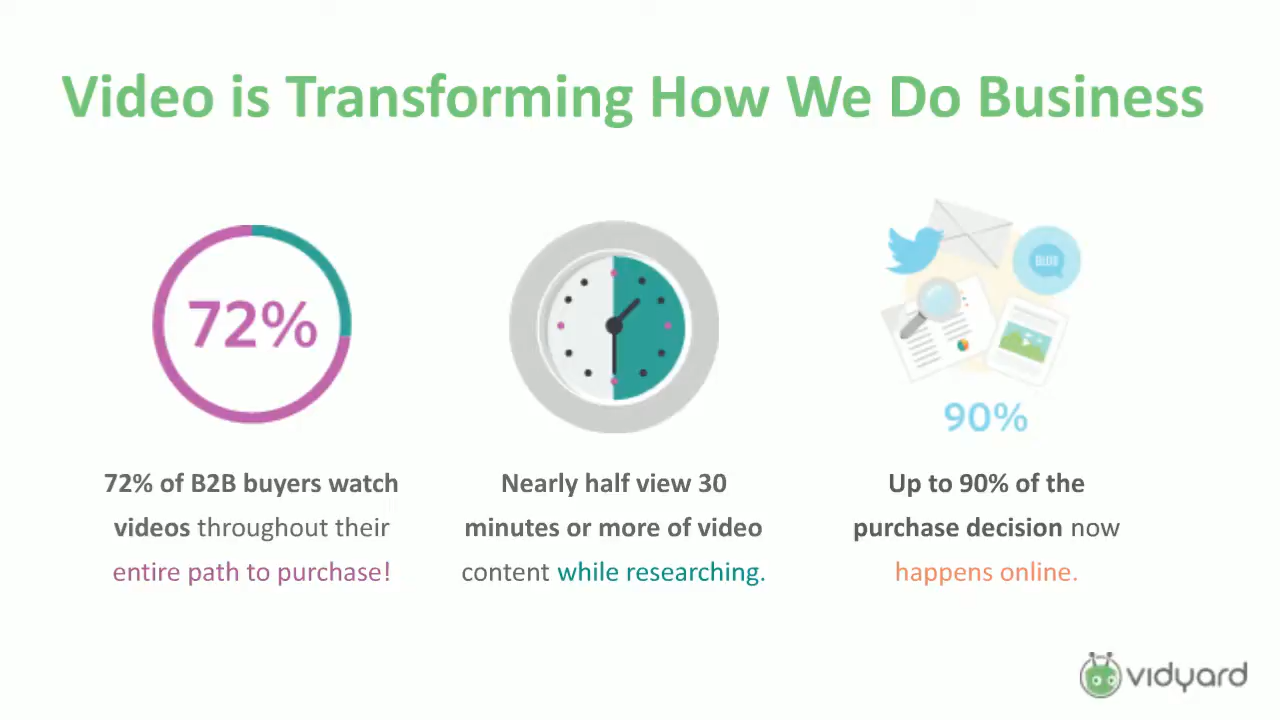 Video is Transforming How We Do Business
72%
BLOG
90%
72% of B2B buyers watch
videos throughout their
entire path to purchase!
Nearly half view 30
minutes or more of video
content while researching.
Up to 90% of the
purchase decision now
happens online.
vidyard